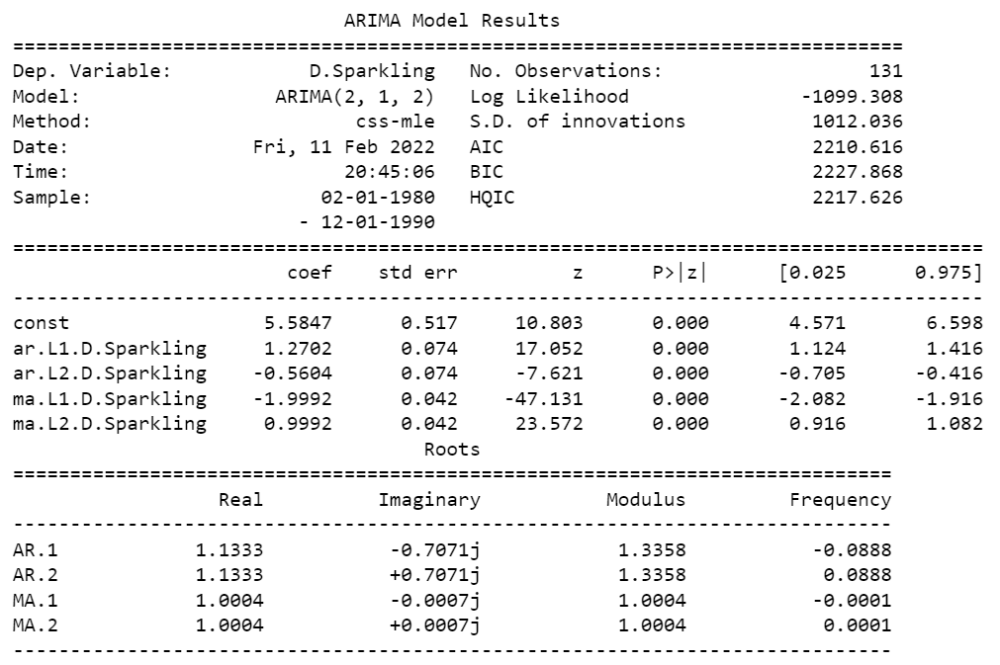 ARIMA Model Results
==============================================================================
Dep. Variable:            D.Sparkling   No. Observations:                  131
Model:                 ARIMA(2, 1, 2)   Log Likelihood               -1099.308
Method:                       css-mle   S.D. of innovations           1012.036
Date:                Fri, 11 Feb 2022   AIC                           2210.616
Time:                        20:45:06   BIC                           2227.868
Sample:                    02-01-1980   HQIC                          2217.626
                         - 12-01-1990
=====================================================================================
                        coef    std err          z      P>|z|      [0.025      0.975]
-------------------------------------------------------------------------------------
const                 5.5847      0.517     10.803      0.000       4.571       6.598
ar.L1.D.Sparkling     1.2702      0.074     17.052      0.000       1.124       1.416
ar.L2.D.Sparkling    -0.5604      0.074     -7.621      0.000      -0.705      -0.416
ma.L1.D.Sparkling    -1.9992      0.042    -47.131      0.000      -2.082      -1.916
ma.L2.D.Sparkling     0.9992      0.042     23.572      0.000       0.916       1.082
                                    Roots
=============================================================================
                  Real          Imaginary           Modulus         Frequency
-----------------------------------------------------------------------------
AR.1            1.1333           -0.7071j            1.3358           -0.0888
AR.2            1.1333           +0.7071j            1.3358            0.0888
MA.1            1.0004           -0.0007j            1.0004           -0.0001
MA.2            1.0004           +0.0007j            1.0004            0.0001
-----------------------------------------------------------------------------